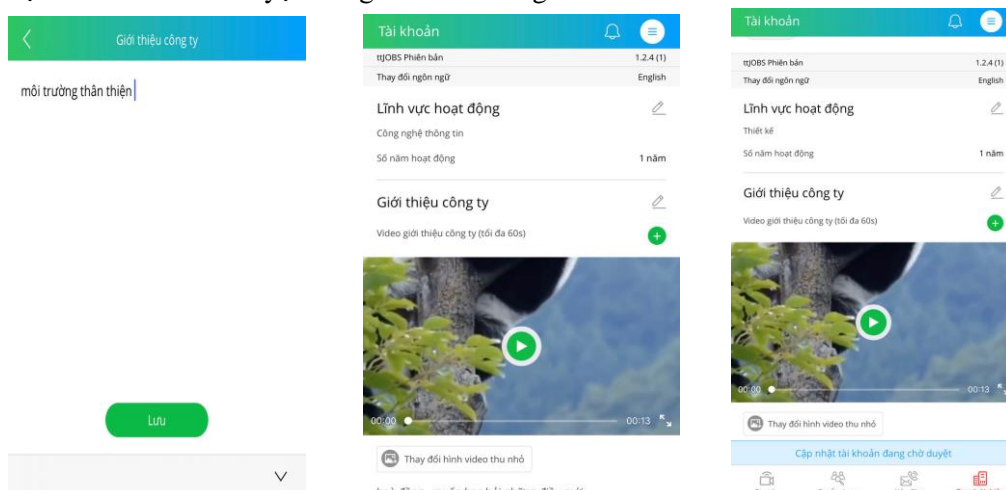 Giới thiệu công ty
môi trường thân thiện
Lưu
Tài khoản
ttJOBS Phiên bản 1.2.4 (1)
Thay đổi ngôn ngữ English
Lĩnh vực hoạt động
Công nghệ thông tin
Số năm hoạt động 1 năm
Giới thiệu công ty
Video giới thiệu công ty (tối đa 60s)
00:00 00:13
Thay đổi hình video thu nhỏ
Tài khoản
ttJOBS Phiên bản 1.2.4 (1)
Thay đổi ngôn ngữ English
Lĩnh vực hoạt động
Thiết kế
Số năm hoạt động 1 năm
Giới thiệu công ty
Video giới thiệu công ty (tối đa 60s)
00:00 00:13
Thay đổi hình video thu nhỏ
Cập nhật tài khoản đang chờ duyệt